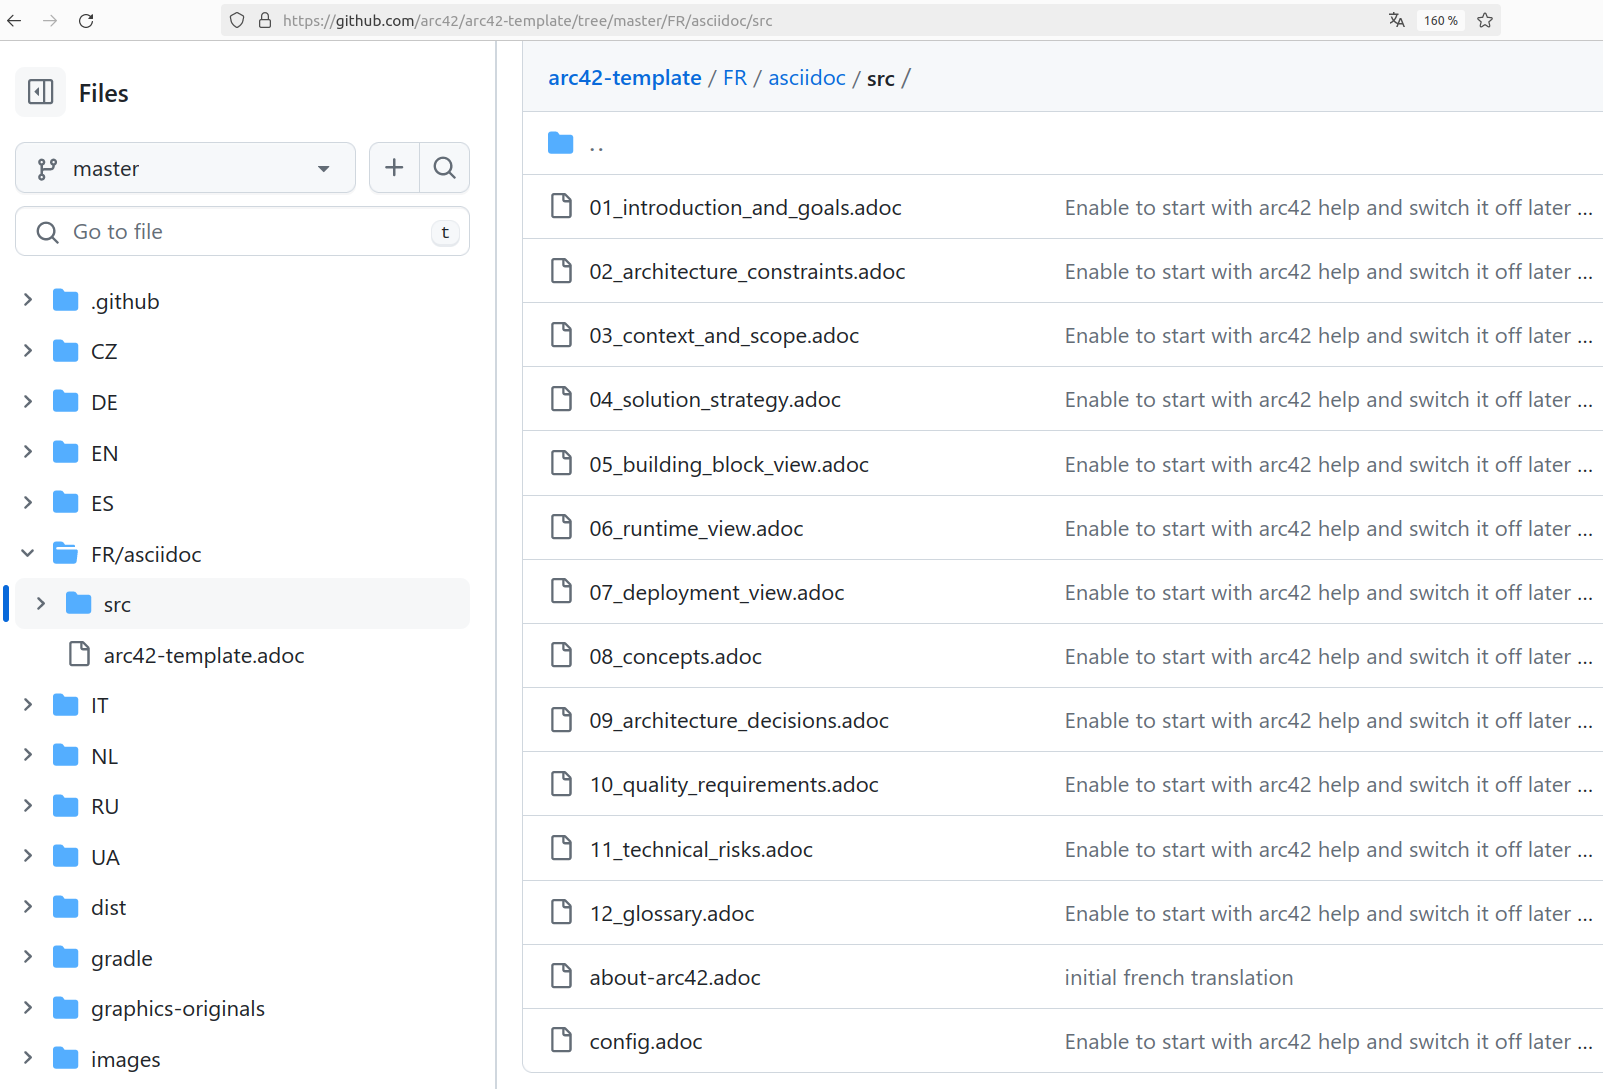 https://github.com/arc42/arc42-template/tree/master/FR/asciidoc/src
160 %
Files
master
Go to file
t
.github
CZ
DE
EN
ES
FR/asciidoc
src
arc42-template.adoc
IT
NL
RU
UA
dist
gradle
graphics-originals
images
arc42-template / FR / asciidoc / src /
..
01_introduction_and_goals.adoc Enable to start with arc42 help and switch it off later ...
02_architecture_constraints.adoc Enable to start with arc42 help and switch it off later ...
03_context_and_scope.adoc Enable to start with arc42 help and switch it off later ...
04_solution_strategy.adoc Enable to start with arc42 help and switch it off later ...
05_building_block_view.adoc Enable to start with arc42 help and switch it off later ...
06_runtime_view.adoc Enable to start with arc42 help and switch it off later ...
07_deployment_view.adoc Enable to start with arc42 help and switch it off later ...
08_concepts.adoc Enable to start with arc42 help and switch it off later ...
09_architecture_decisions.adoc Enable to start with arc42 help and switch it off later ...
10_quality_requirements.adoc Enable to start with arc42 help and switch it off later ...
11_technical_risks.adoc Enable to start with arc42 help and switch it off later ...
12_glossary.adoc Enable to start with arc42 help and switch it off later ...
about-arc42.adoc initial french translation
config.adoc Enable to start with arc42 help and switch it off later ...